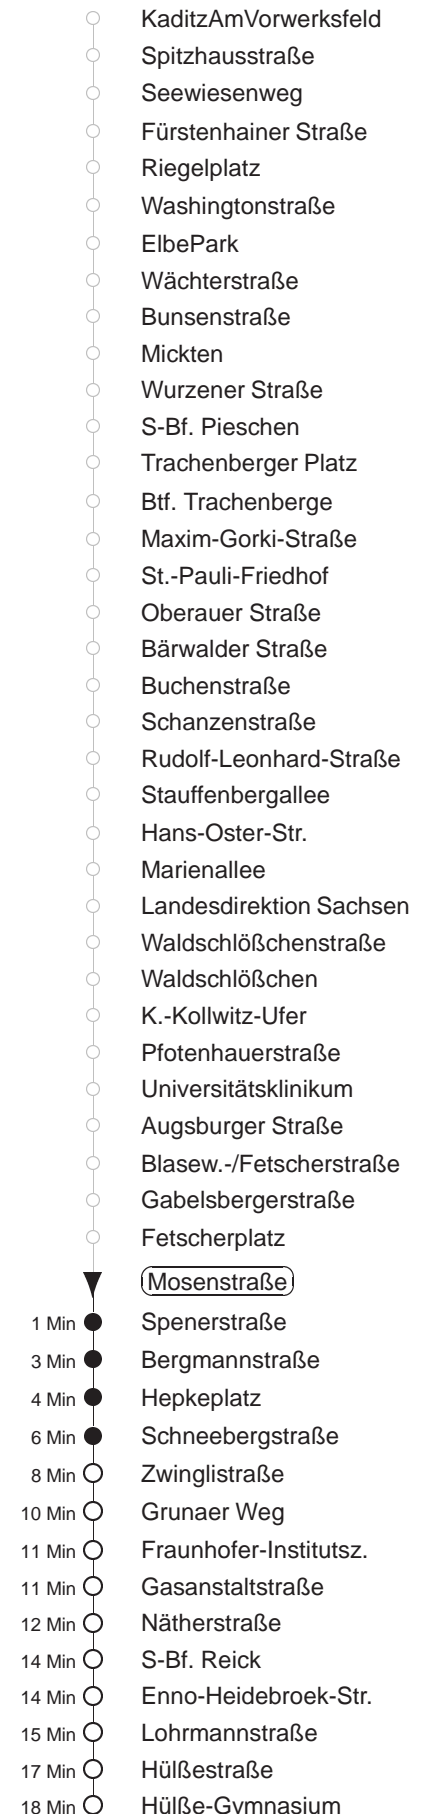 KaditzAmVorwerksfeld
Spitzhausstraße
Seewiesenweg
Fürstenhainer Straße
Riegelplatz
Washingtonstraße
ElbePark
Wächterstraße
Bunsenstraße
Mickten
Wurzener Straße
S-Bf. Pieschen
Trachenberger Platz
Btf. Trachenberge
Maxim-Gorki-Straße
St.-Pauli-Friedhof
Oberauer Straße
Bärwalder Straße
Buchenstraße
Schanzenstraße
Rudolf-Leonhard-Straße
Stauffenbergallee
Hans-Oster-Str.
Marienallee
Landesdirektion Sachsen
Waldschlößchenstraße
Waldschlößchen
K.-Kollwitz-Ufer
Pfotenhauerstraße
Universitätsklinikum
Augsburger Straße
Blasew.-/Fetscherstraße
Gabelsbergerstraße
Fetscherplatz
Mosenstraße
1 Min Spenerstraße
3 Min Bergmannstraße
4 Min Hepkeplatz
6 Min Schneebergstraße
8 Min Zwinglistraße
10 Min Grunaer Weg
11 Min Fraunhofer-Institutsz.
11 Min Gasanstaltstraße
12 Min Nätherstraße
14 Min S-Bf. Reick
14 Min Enno-Heidebroek-Str.
15 Min Lohrmannstraße
17 Min Hülßestraße
18 Min Hülße-Gymnasium